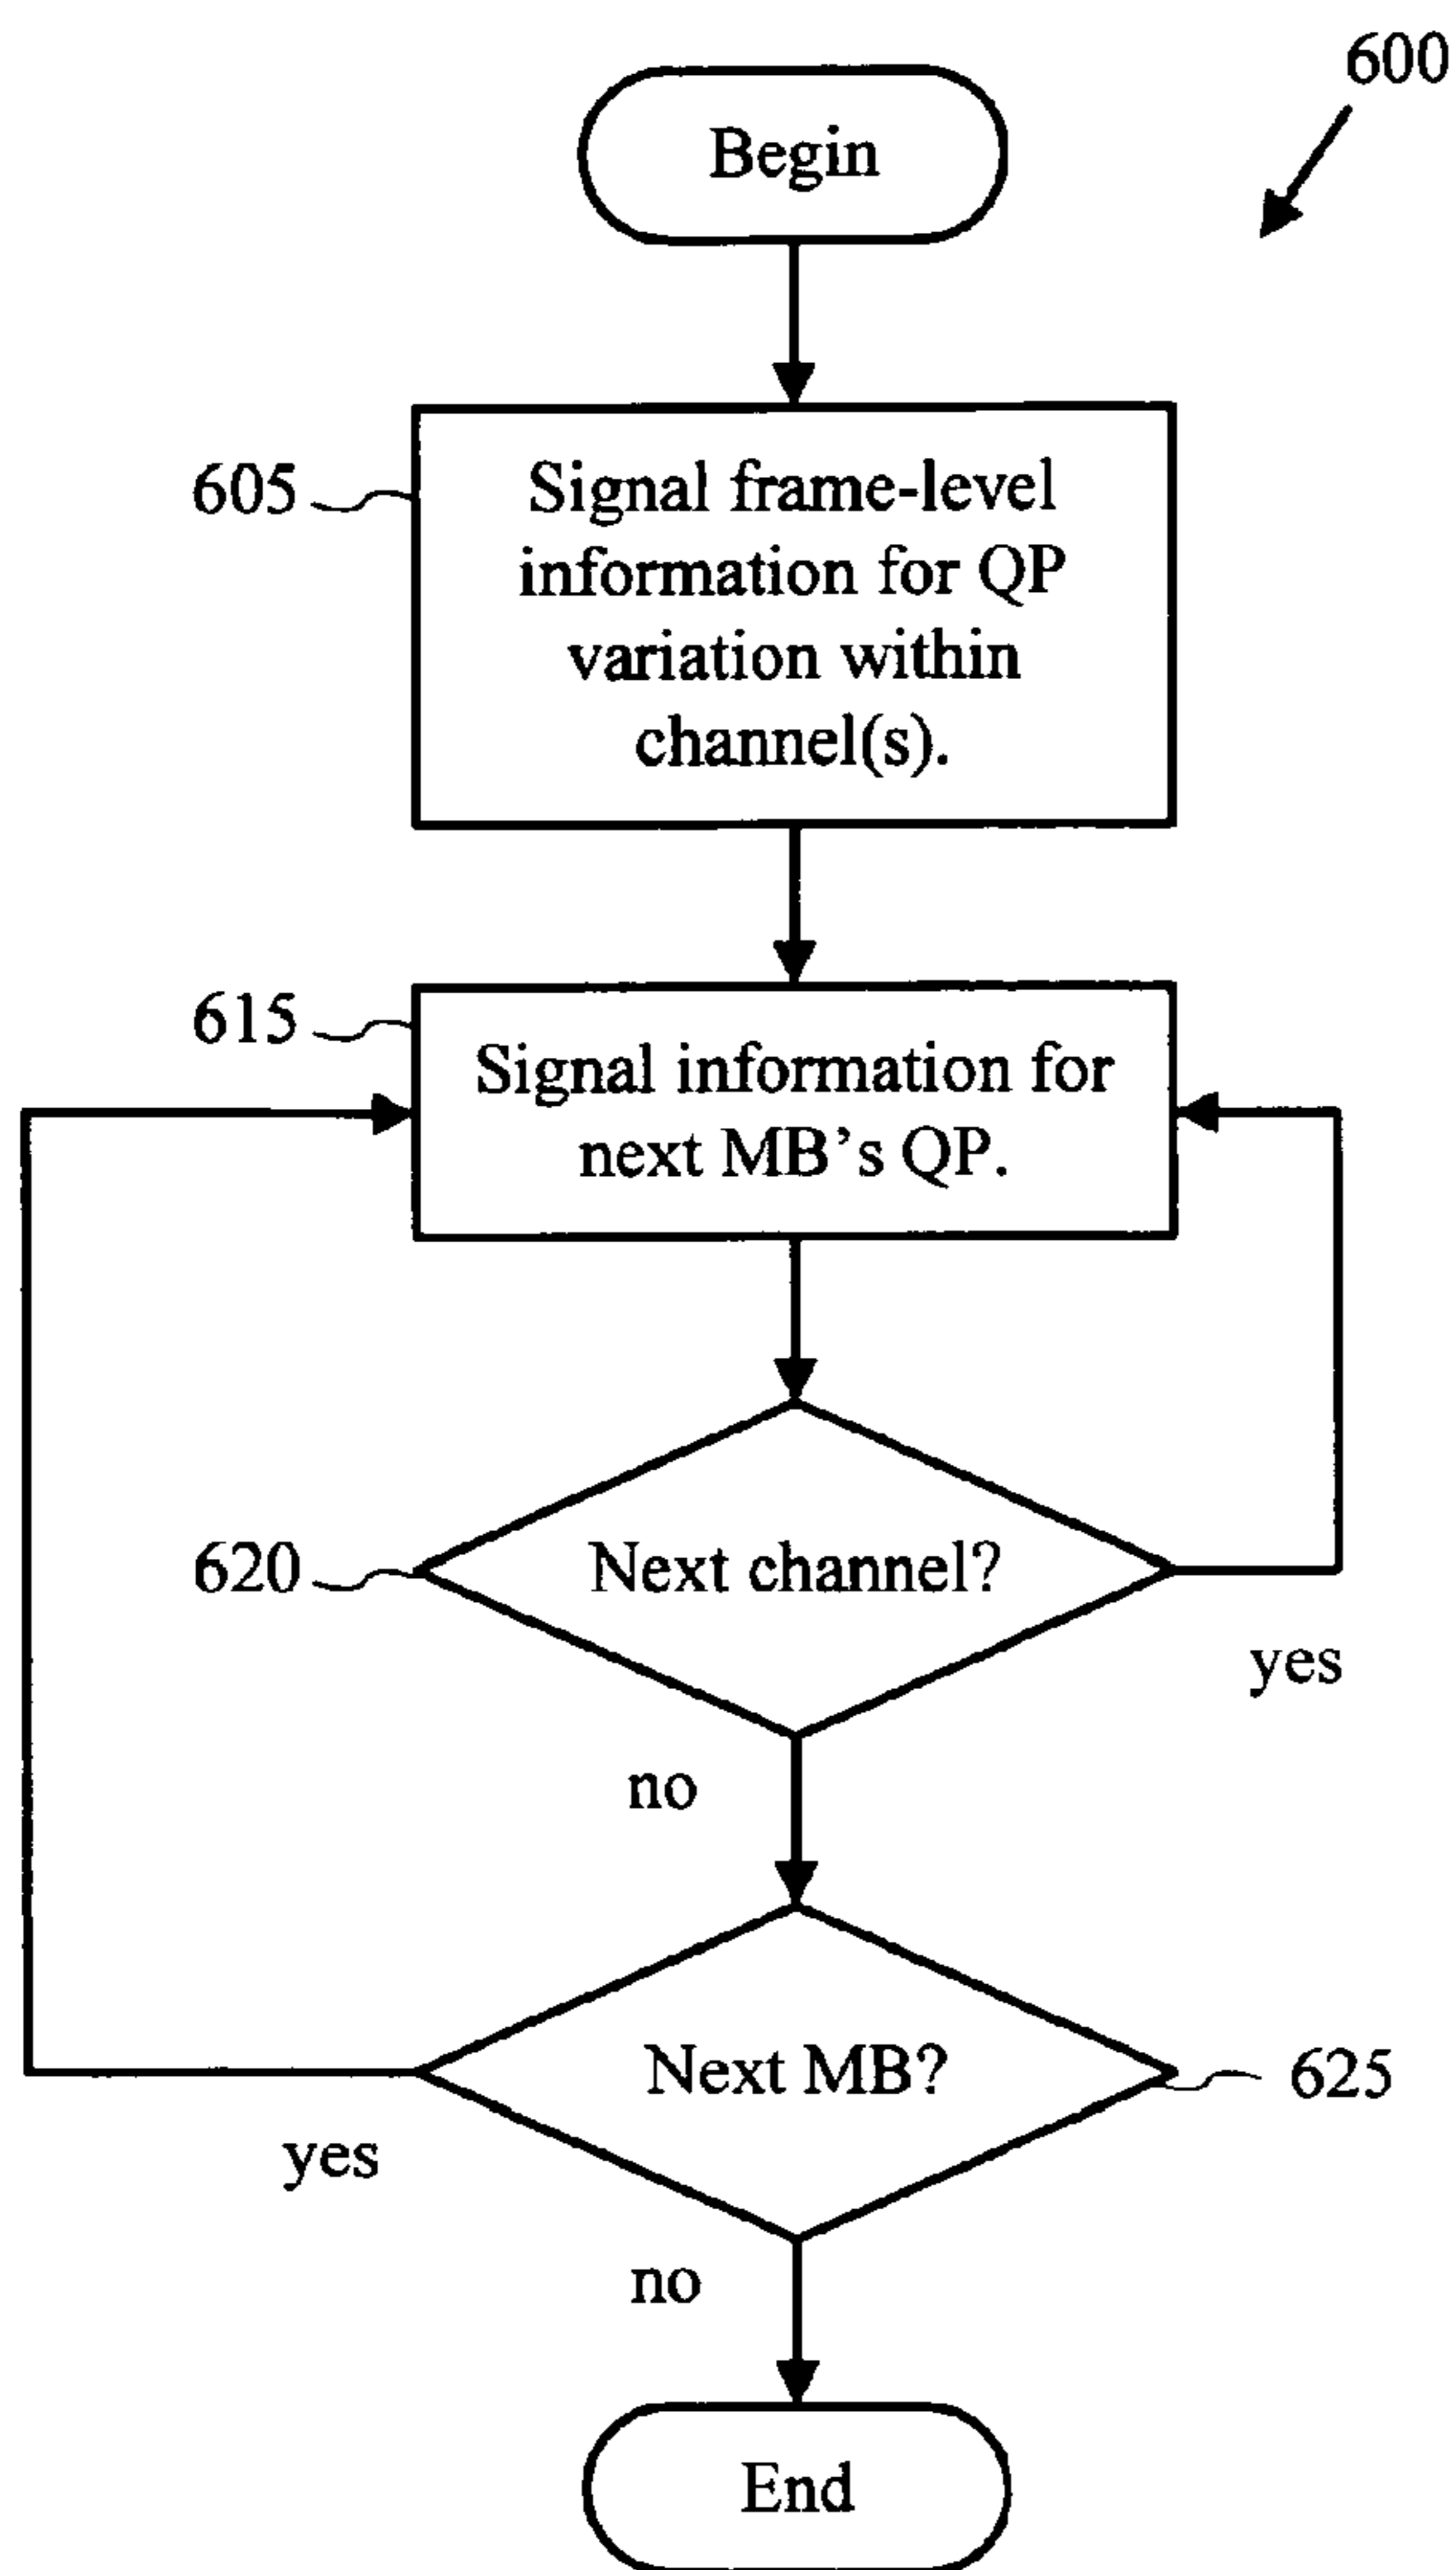 600
Begin
605
Signal frame-level
information for QP
variation within
channel(s).
615
Signal information for
next MB's QP.
620
Next channel?
yes
no
Next MB?
625
yes
no
End